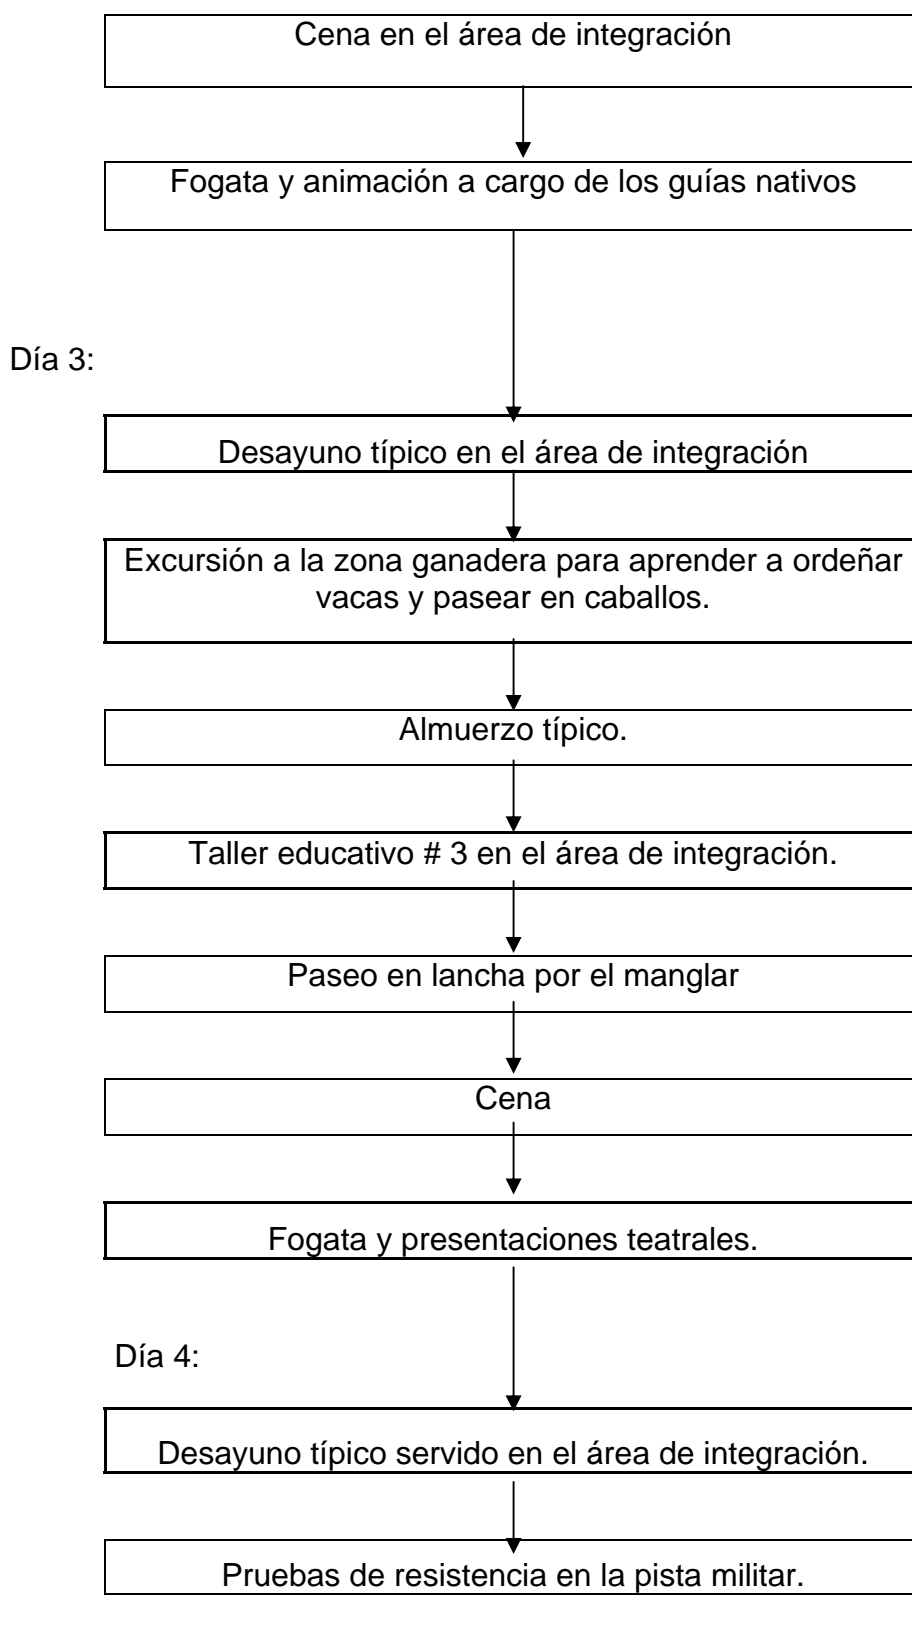 Cena en el área de integración
Fogata y animación a cargo de los guías nativos
Día 3:
Desayuno típico en el área de integración
Excursión a la zona ganadera para aprender a ordeñar
vacas y pasear en caballos.
Almuerzo típico.
Taller educativo # 3 en el área de integración.
Paseo en lancha por el manglar
Cena
Fogata y presentaciones teatrales.
Día 4:
Desayuno típico servido en el área de integración.
Pruebas de resistencia en la pista militar.